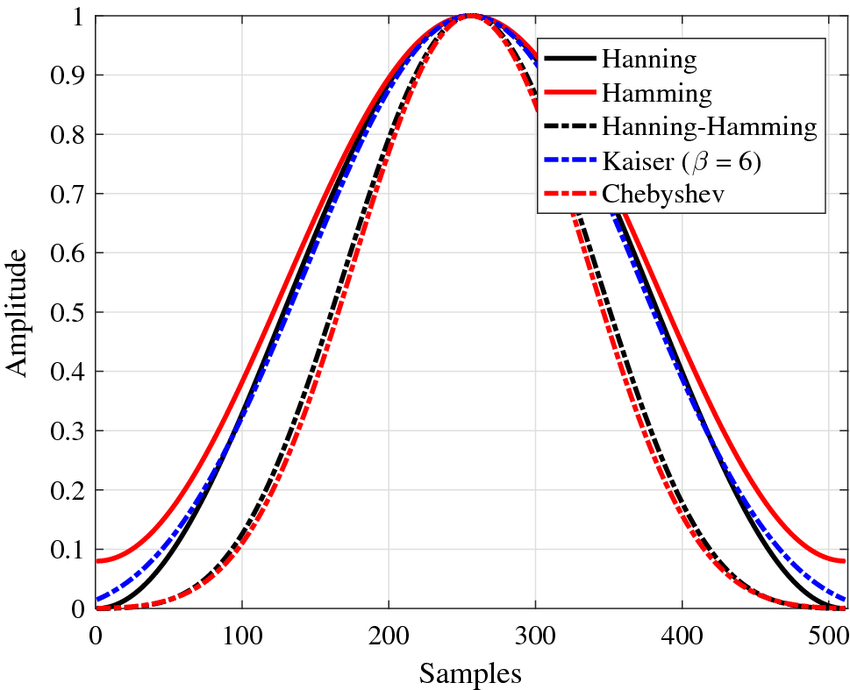 1
0.9
0.8
0.7
0.6
0.5
0.4
0.3
0.2
0.1
0
Amplitude
Hanning
Hamming
Hanning-Hamming
Kaiser (β = 6)
Chebyshev
0 100 200 300 400 500
Samples